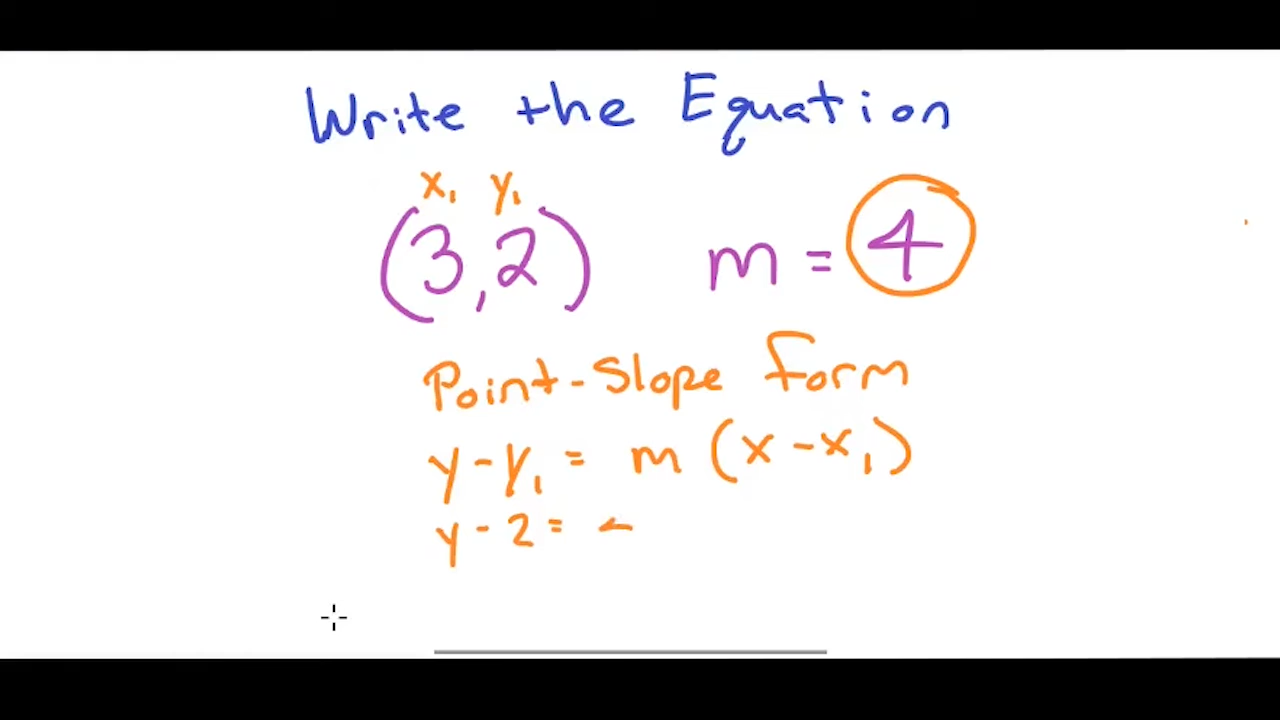 Write the Equation
x₁ y₁
(3,2) m = 4
Point-Slope Form
y-y₁ = m (x-x₁)
y-2=